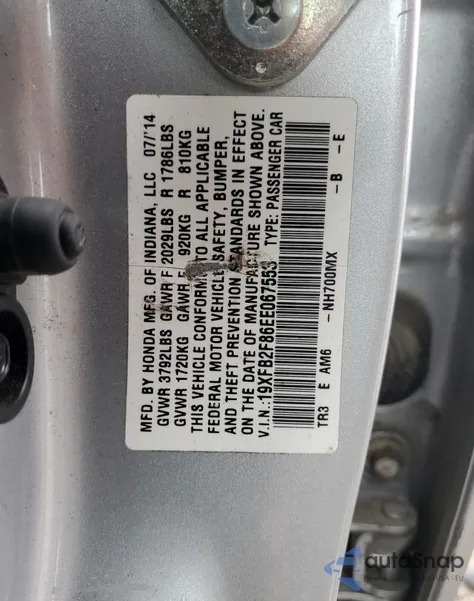 MFD. BY HONDA MFG. OF INDIANA, LLC 07/14
GVWR 3792LBS GAWR F 2029LBS R 1786LBS
GVWR 1720KG GAWR F 920KG R 810KG
THIS VEHICLE CONFORMS TO ALL APPLICABLE
FEDERAL MOTOR VEHICLE SAFETY, BUMPER,
AND THEFT PREVENTION STANDARDS IN EFFECT
ON THE DATE OF MANUFACTURE SHOWN ABOVE.
V.I.N.:19XFB2F86EE067553 TYPE: PASSENGER CAR
TR3 E AM6 -NH700MX -B -E
autoSnap